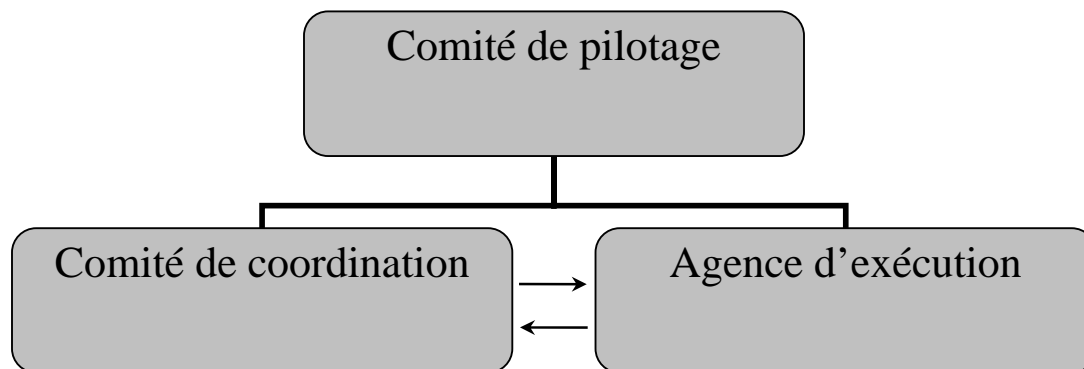 Comité de pilotage
Comité de coordination
Agence d’exécution